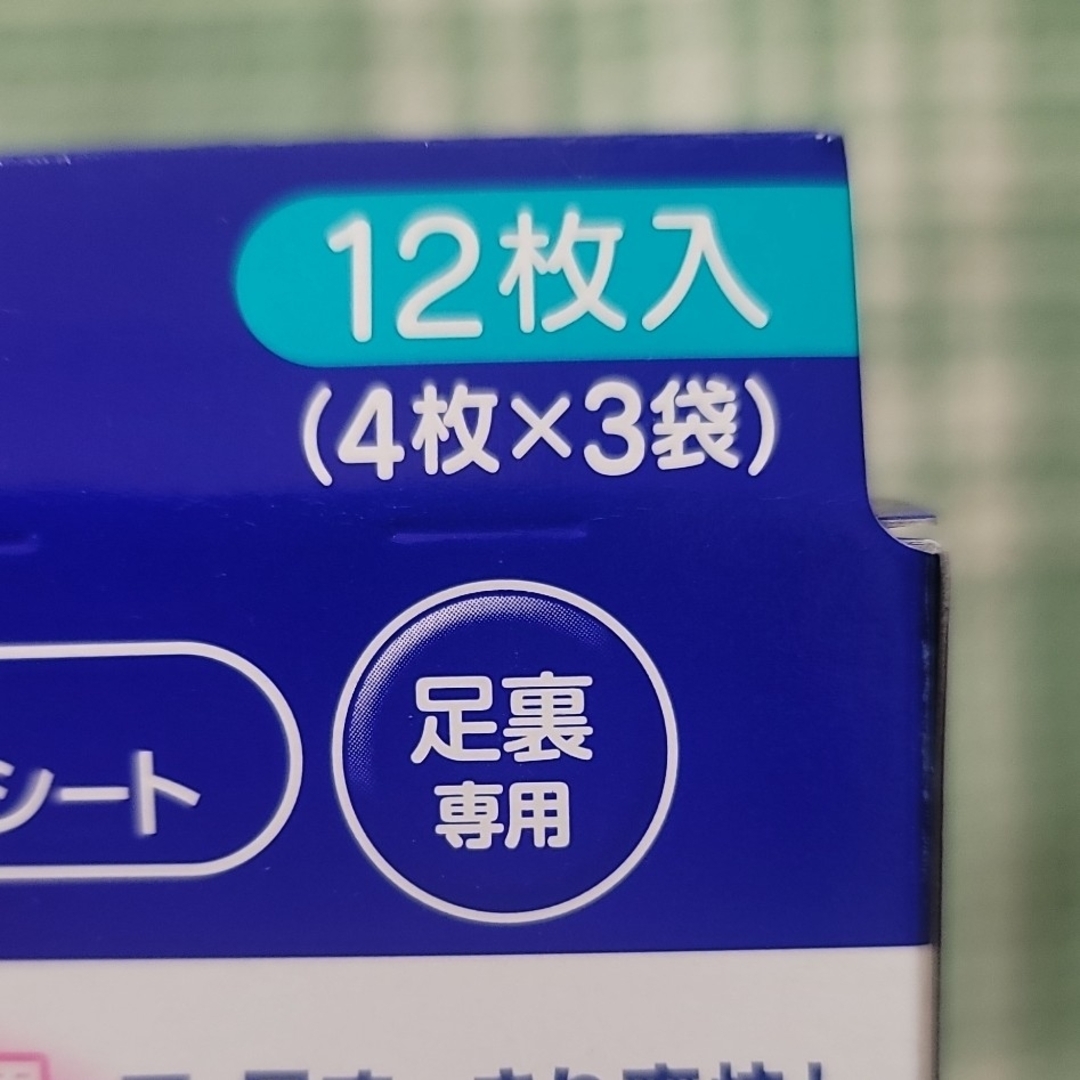 12枚入
(4枚×3袋)
足裏
専用
シート